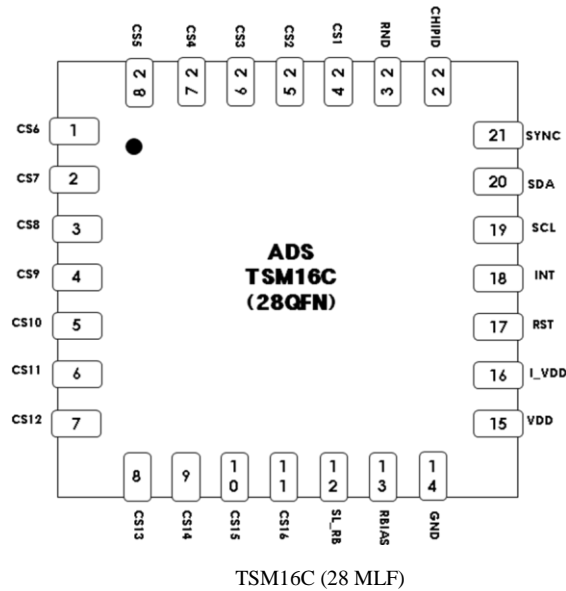 CS5 CS4 CS3 CS2 CS1 RND CHIPID
28 27 26 25 24 23 22
CS6 1 21 SYNC
CS7 2 20 SDA
CS8 3 19 SCL
CS9 4 18 INT
CS10 5 17 RST
CS11 6 16 I_VDD
CS12 7 15 VDD
ADS
TSM16C
(28QFN)
8 9 10 11 12 13 14
CS13 CS14 CS15 CS16 SL_RB RBIAS GND
TSM16C (28 MLF)